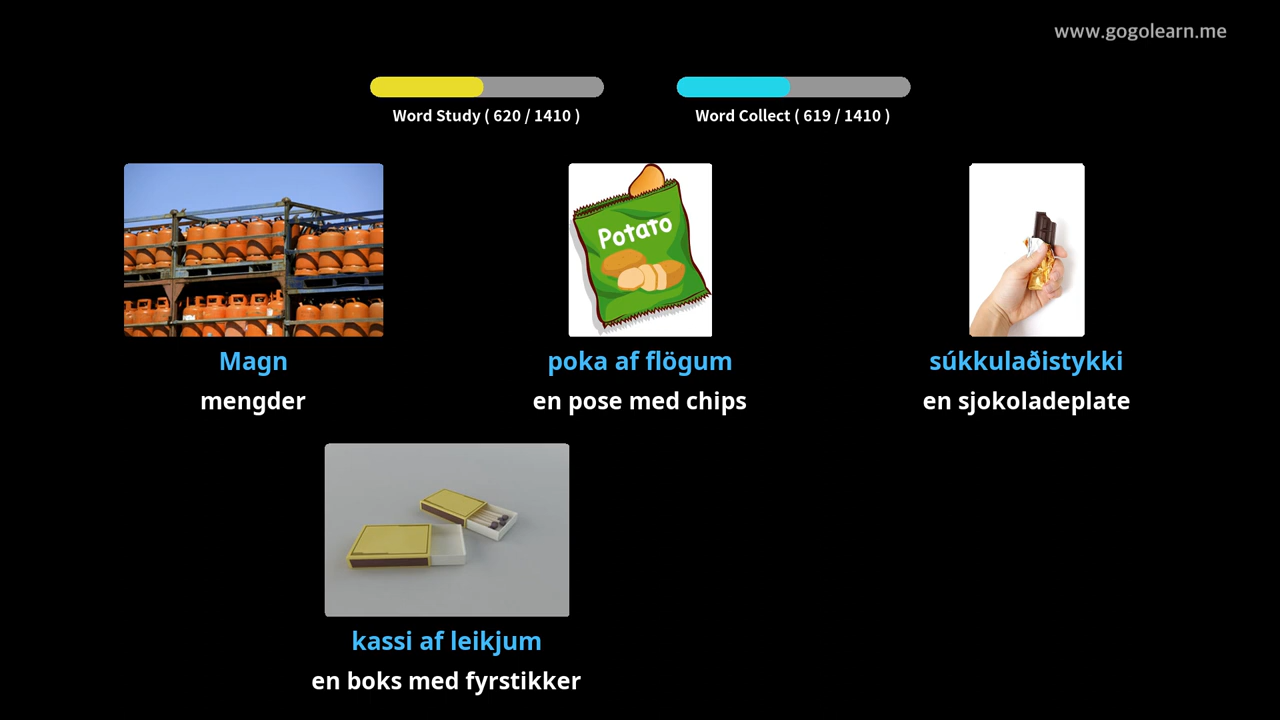 www.gogolearn.me
Word Study ( 620 / 1410 )
Word Collect ( 619 / 1410 )
Potato
Magn
mengder
poka af flögum
en pose med chips
súkkulaðistykki
en sjokoladeplate
kassi af leikjum
en boks med fyrstikker